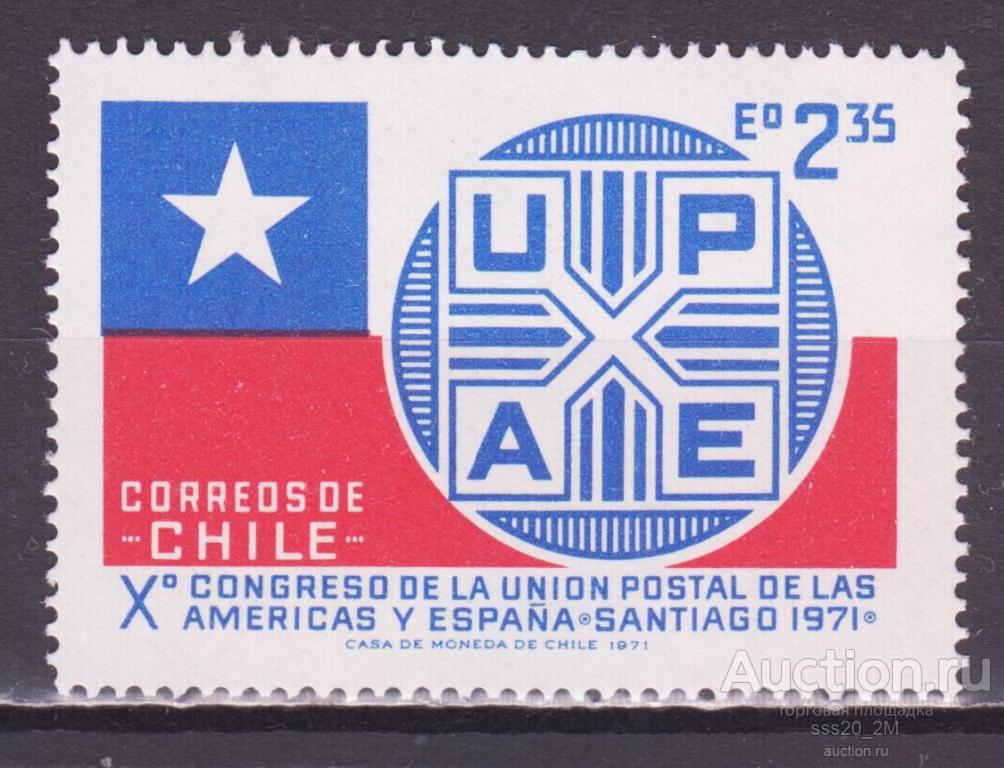 Eº 2 35
U P
A E
CORREOS DE
... CHILE ...
Xº CONGRESO DE LA UNION POSTAL DE LAS
AMERICAS Y ESPAÑA SANTIAGO 1971
CASA DE MONEDA DE CHILE 1971
Auction.ru
торговая площадка
sss20_2M
auction.ru